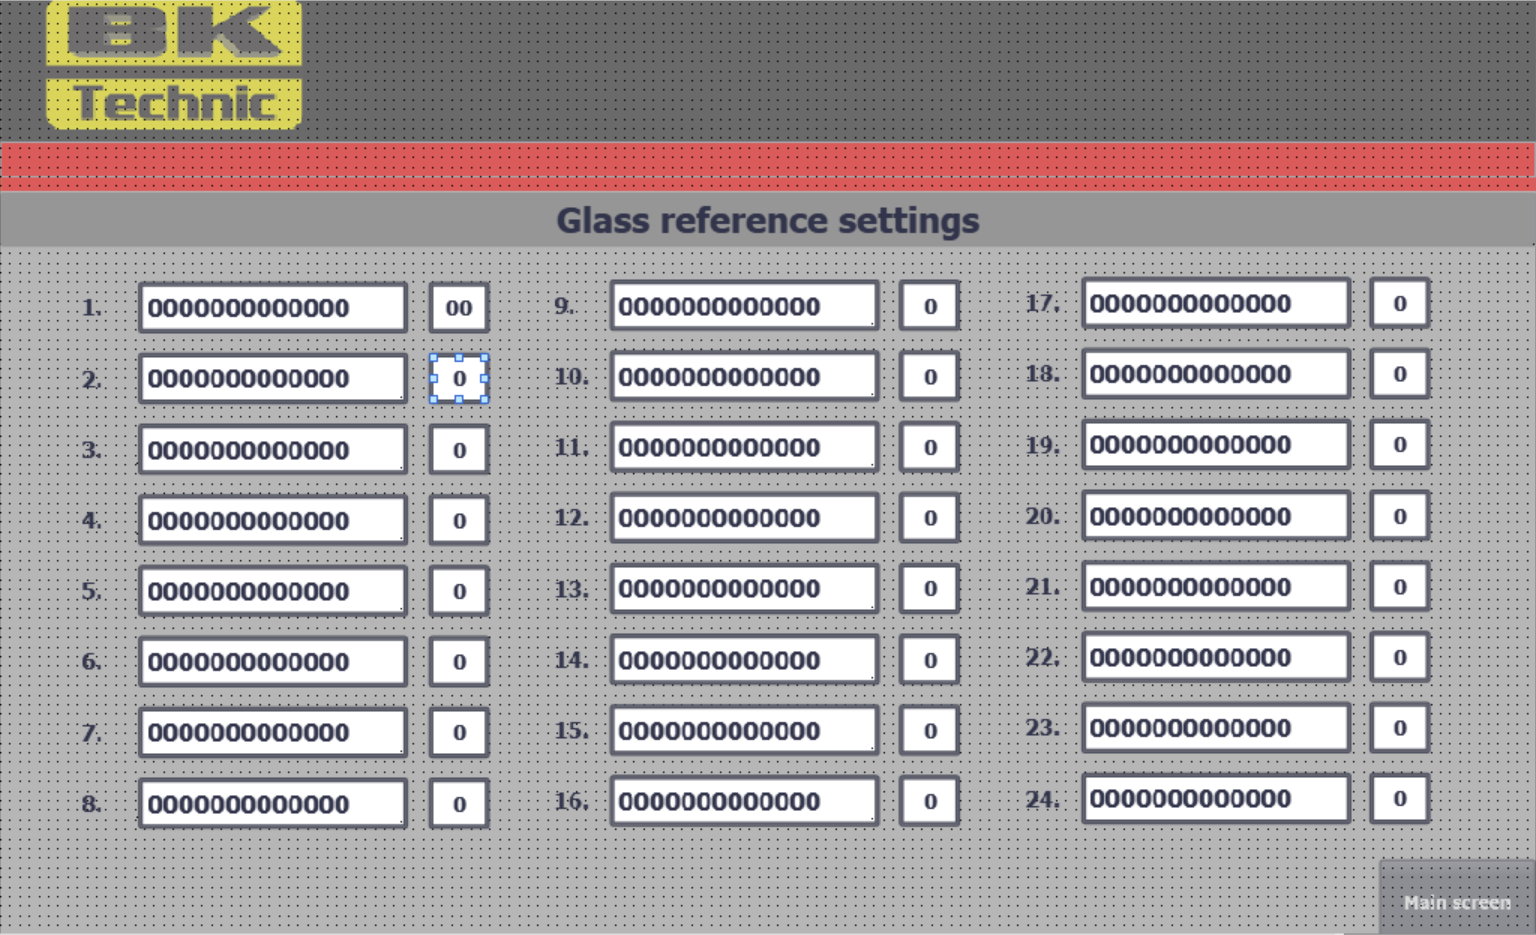 BK
Technic
Glass reference settings
1. 0000000000000 00 9. 0000000000000 0 17. 0000000000000 0
2. 0000000000000 0 10. 0000000000000 0 18. 0000000000000 0
3. 0000000000000 0 11. 0000000000000 0 19. 0000000000000 0
4. 0000000000000 0 12. 0000000000000 0 20. 0000000000000 0
5. 0000000000000 0 13. 0000000000000 0 21. 0000000000000 0
6. 0000000000000 0 14. 0000000000000 0 22. 0000000000000 0
7. 0000000000000 0 15. 0000000000000 0 23. 0000000000000 0
8. 0000000000000 0 16. 0000000000000 0 24. 0000000000000 0
Main screen